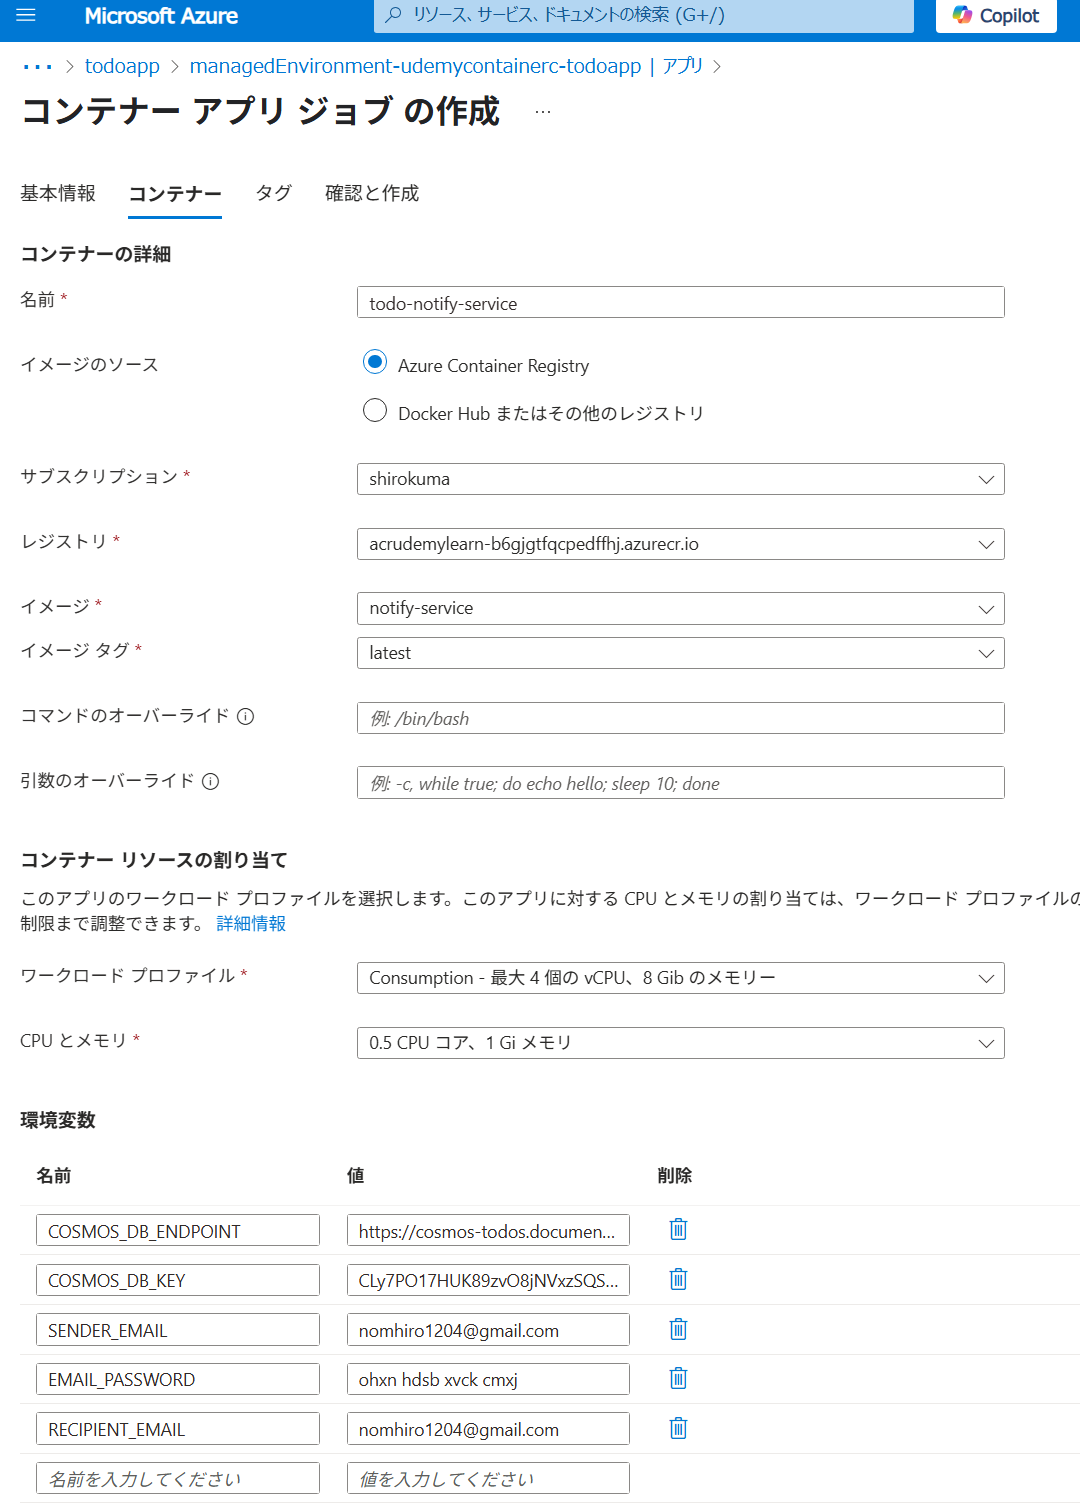 Microsoft Azure
リソース、サービス、ドキュメントの検索 (G+/)
Copilot
··· > todoapp > managedEnvironment-udemycontainerc-todoapp | アプリ >
コンテナー アプリ ジョブ の作成 ···
基本情報 コンテナー タグ 確認と作成
コンテナーの詳細
名前 *
todo-notify-service
イメージのソース
Azure Container Registry
Docker Hub またはその他のレジストリ
サブスクリプション *
shirokuma
レジストリ *
acrudemylearn-b6gjgtfqcpedffhj.azurecr.io
イメージ *
notify-service
イメージ タグ *
latest
コマンドのオーバーライド
例: /bin/bash
引数のオーバーライド
例: -c, while true; do echo hello; sleep 10; done
コンテナー リソースの割り当て
このアプリのワークロード プロファイルを選択します。このアプリに対する CPU とメモリの割り当ては、ワークロード プロファイルの
制限まで調整できます。 詳細情報
ワークロード プロファイル *
Consumption - 最大 4 個の vCPU、8 Gib のメモリー
CPU とメモリ *
0.5 CPU コア、1 Gi メモリ
環境変数
名前 値 削除
COSMOS_DB_ENDPOINT https://cosmos-todos.documen...
COSMOS_DB_KEY CLy7PO17HUK89zvO8jNVxzSQS...
SENDER_EMAIL nomhiro1204@gmail.com
EMAIL_PASSWORD ohxn hdsb xvck cmxj
RECIPIENT_EMAIL nomhiro1204@gmail.com
名前を入力してください 値を入力してください